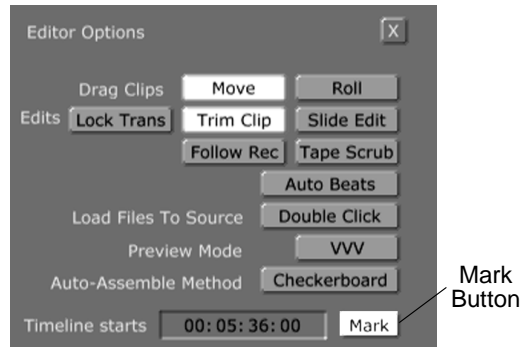 Editor Options X
Drag Clips Move Roll
Edits Lock Trans Trim Clip Slide Edit
Follow Rec Tape Scrub
Auto Beats
Load Files To Source Double Click
Preview Mode VVV
Auto-Assemble Method Checkerboard
Timeline starts 00:05:36:00 Mark
Mark
Button